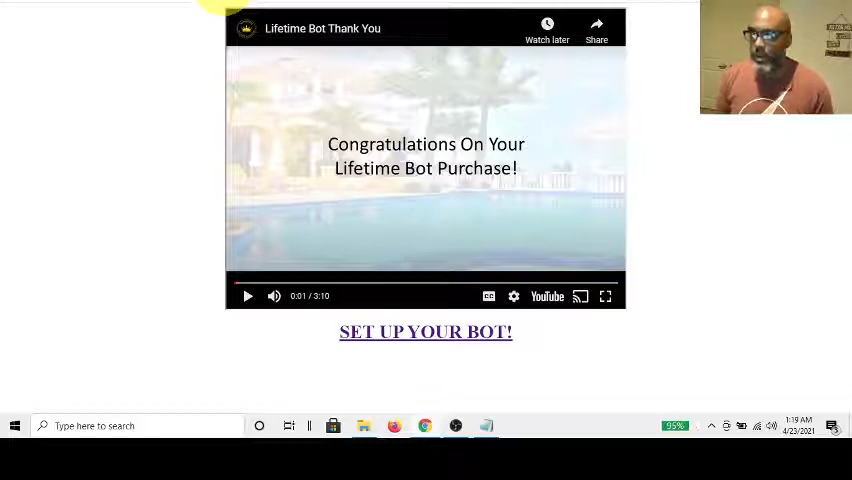 Lifetime Bot Thank You
Watch later
Share
Congratulations On Your
Lifetime Bot Purchase!
0:01 / 3:10
CC
YouTube
SET UP YOUR BOT!
Type here to search
95%
1:19 AM
4/23/2021